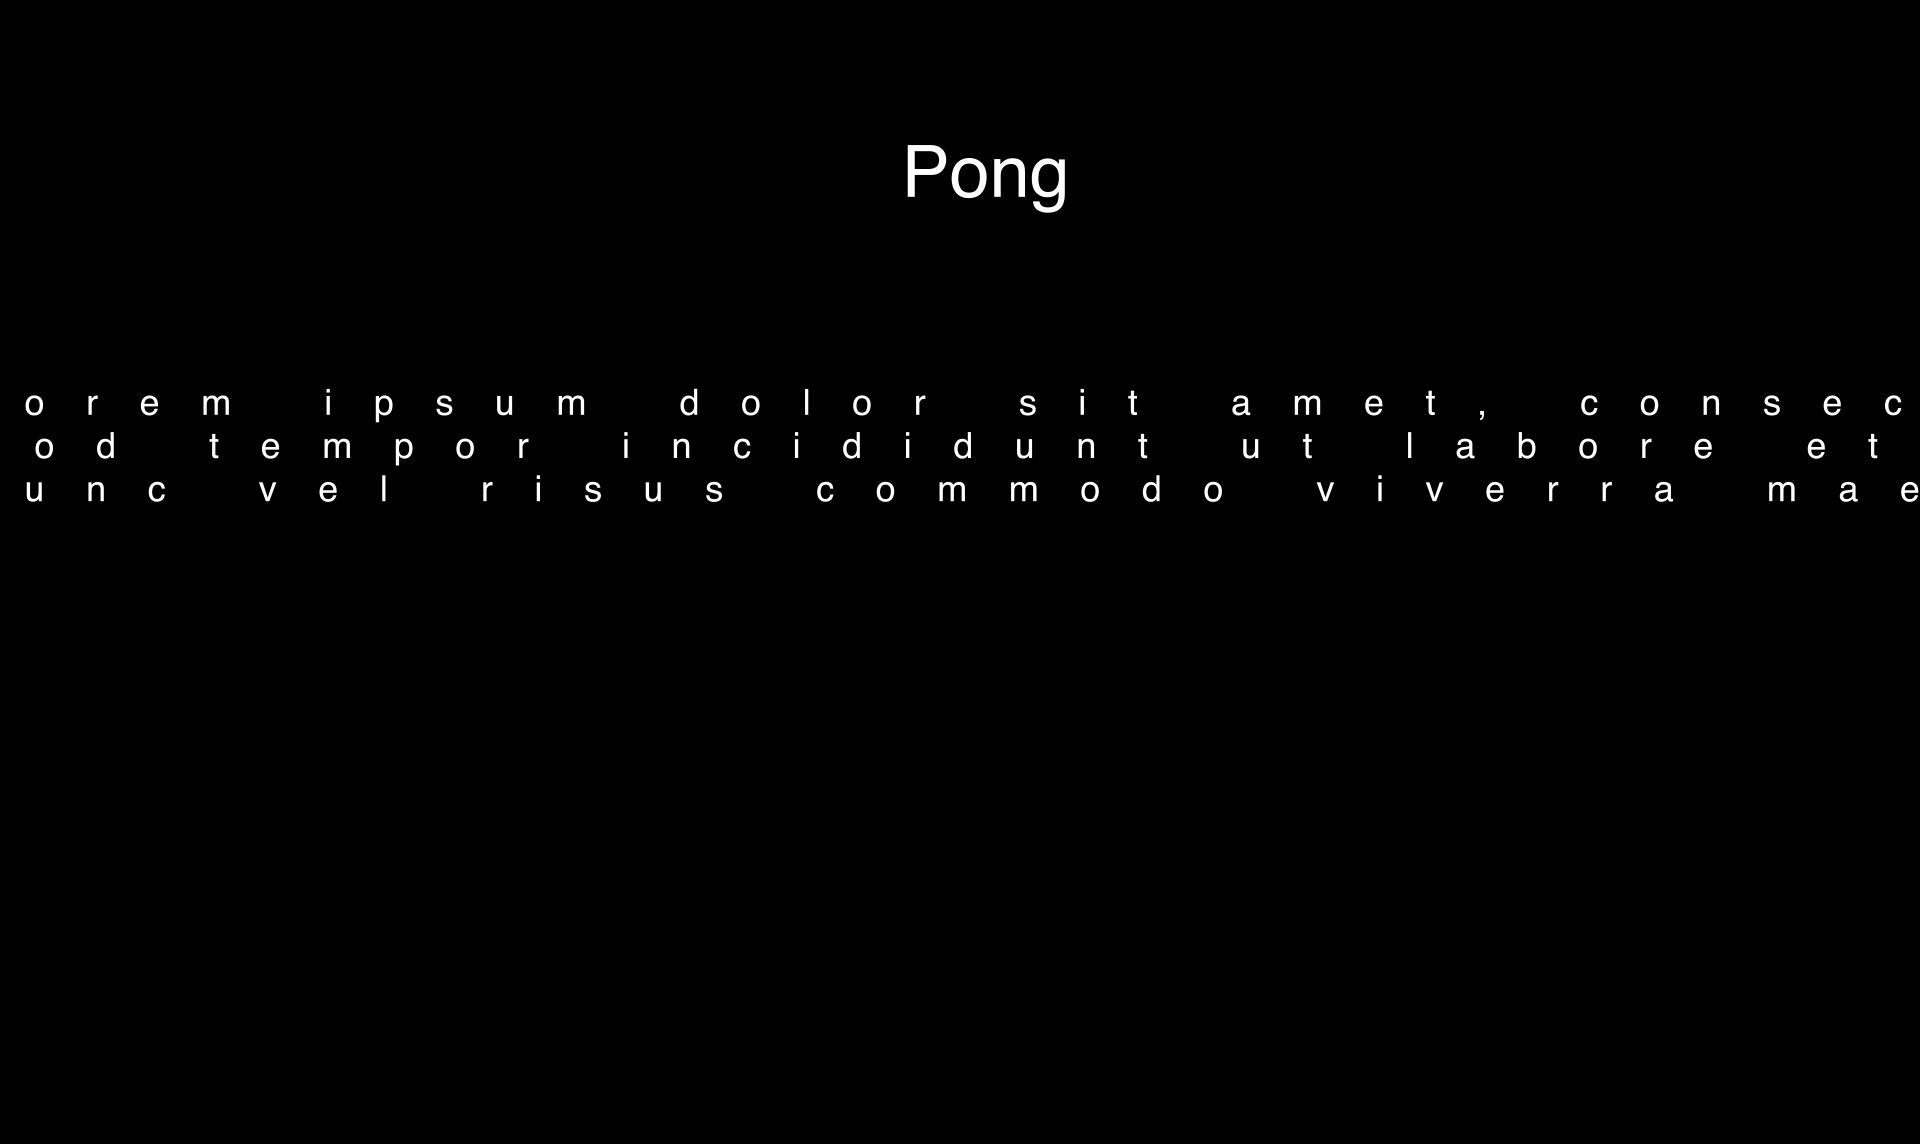 Pong
orem ipsum dolor sit amet, consec
od tempor incididunt ut labore et
unc vel risus commodo viverra mae